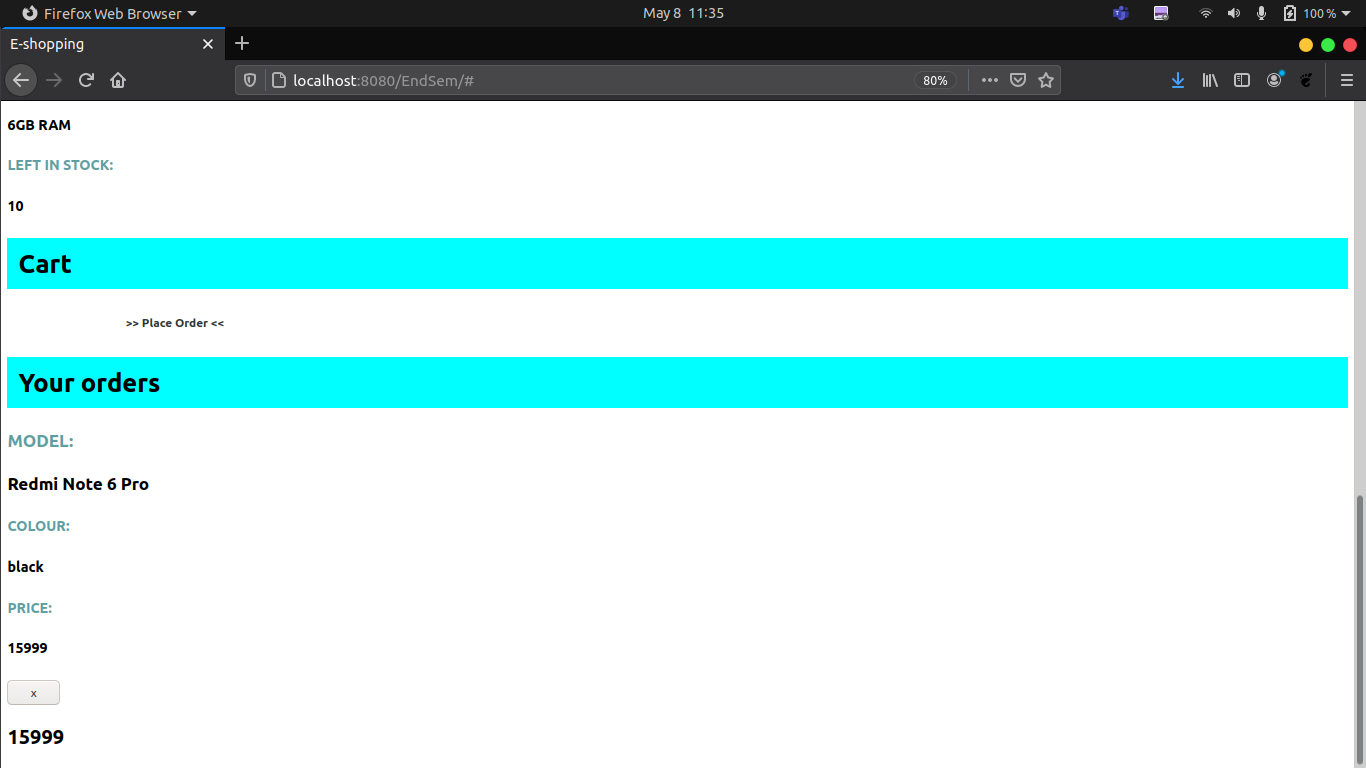 Firefox Web Browser
May 8 11:35
100 %
E-shopping
localhost:8080/EndSem/#
80%
6GB RAM
LEFT IN STOCK:
10
Cart
>> Place Order <<
Your orders
MODEL:
Redmi Note 6 Pro
COLOUR:
black
PRICE:
15999
x
15999